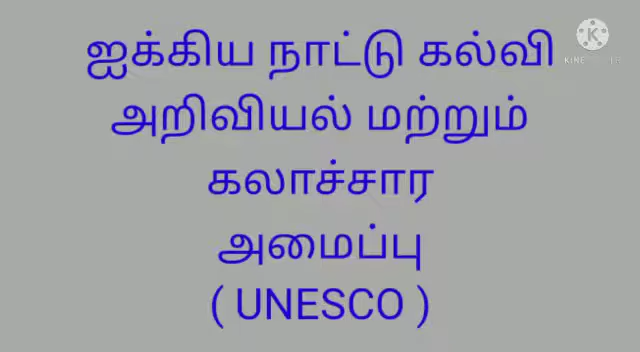 ஐக்கிய நாட்டு கல்வி
அறிவியல் மற்றும்
கலாச்சார
அமைப்பு
( UNESCO )